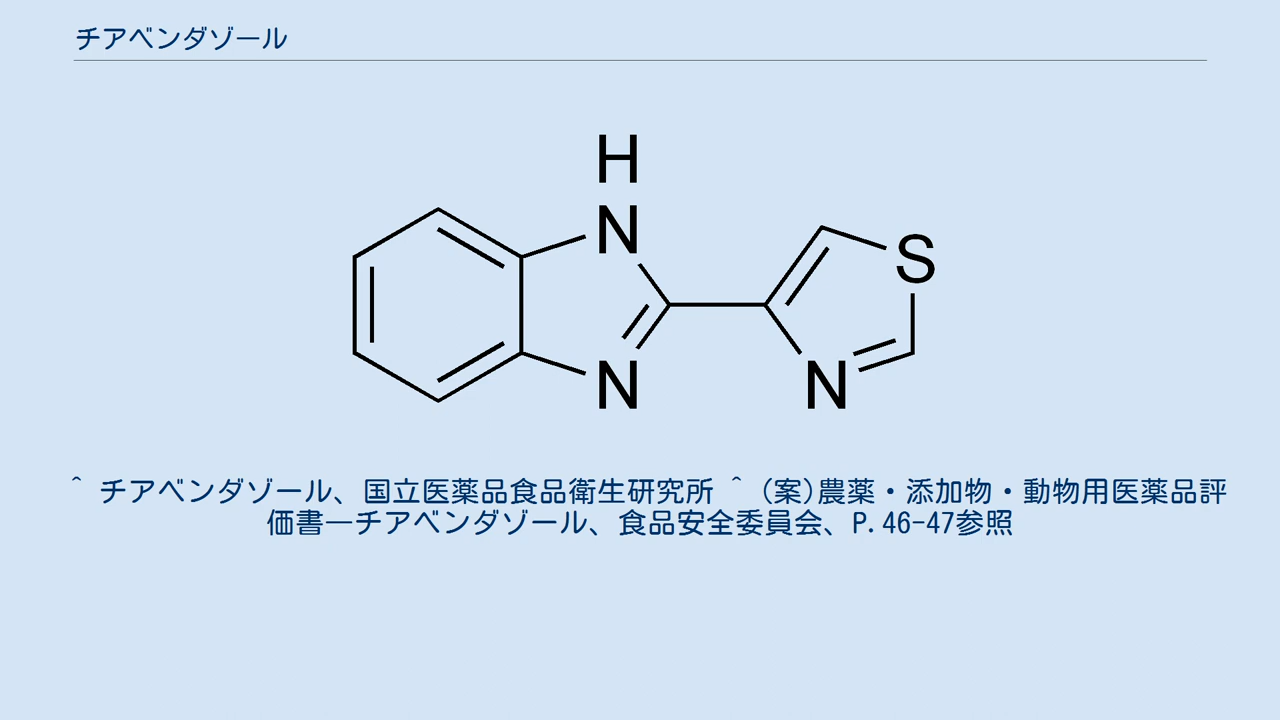 チアベンダゾール
H
N
S
N
N
^ チアベンダゾール、国立医薬品食品衛生研究所 ^ (案)農薬・添加物・動物用医薬品評
価書―チアベンダゾール、食品安全委員会、P.46-47参照